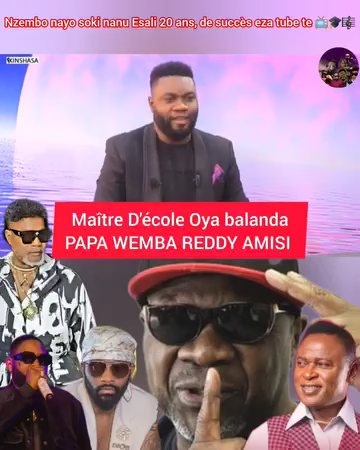 Nzembo nayo soki nanu Esali 20 ans, de succès eza tube te 📺🎓🎼
KINSHASA
Maître D'école Oya balanda
PAPA WEMBA REDDY AMISI